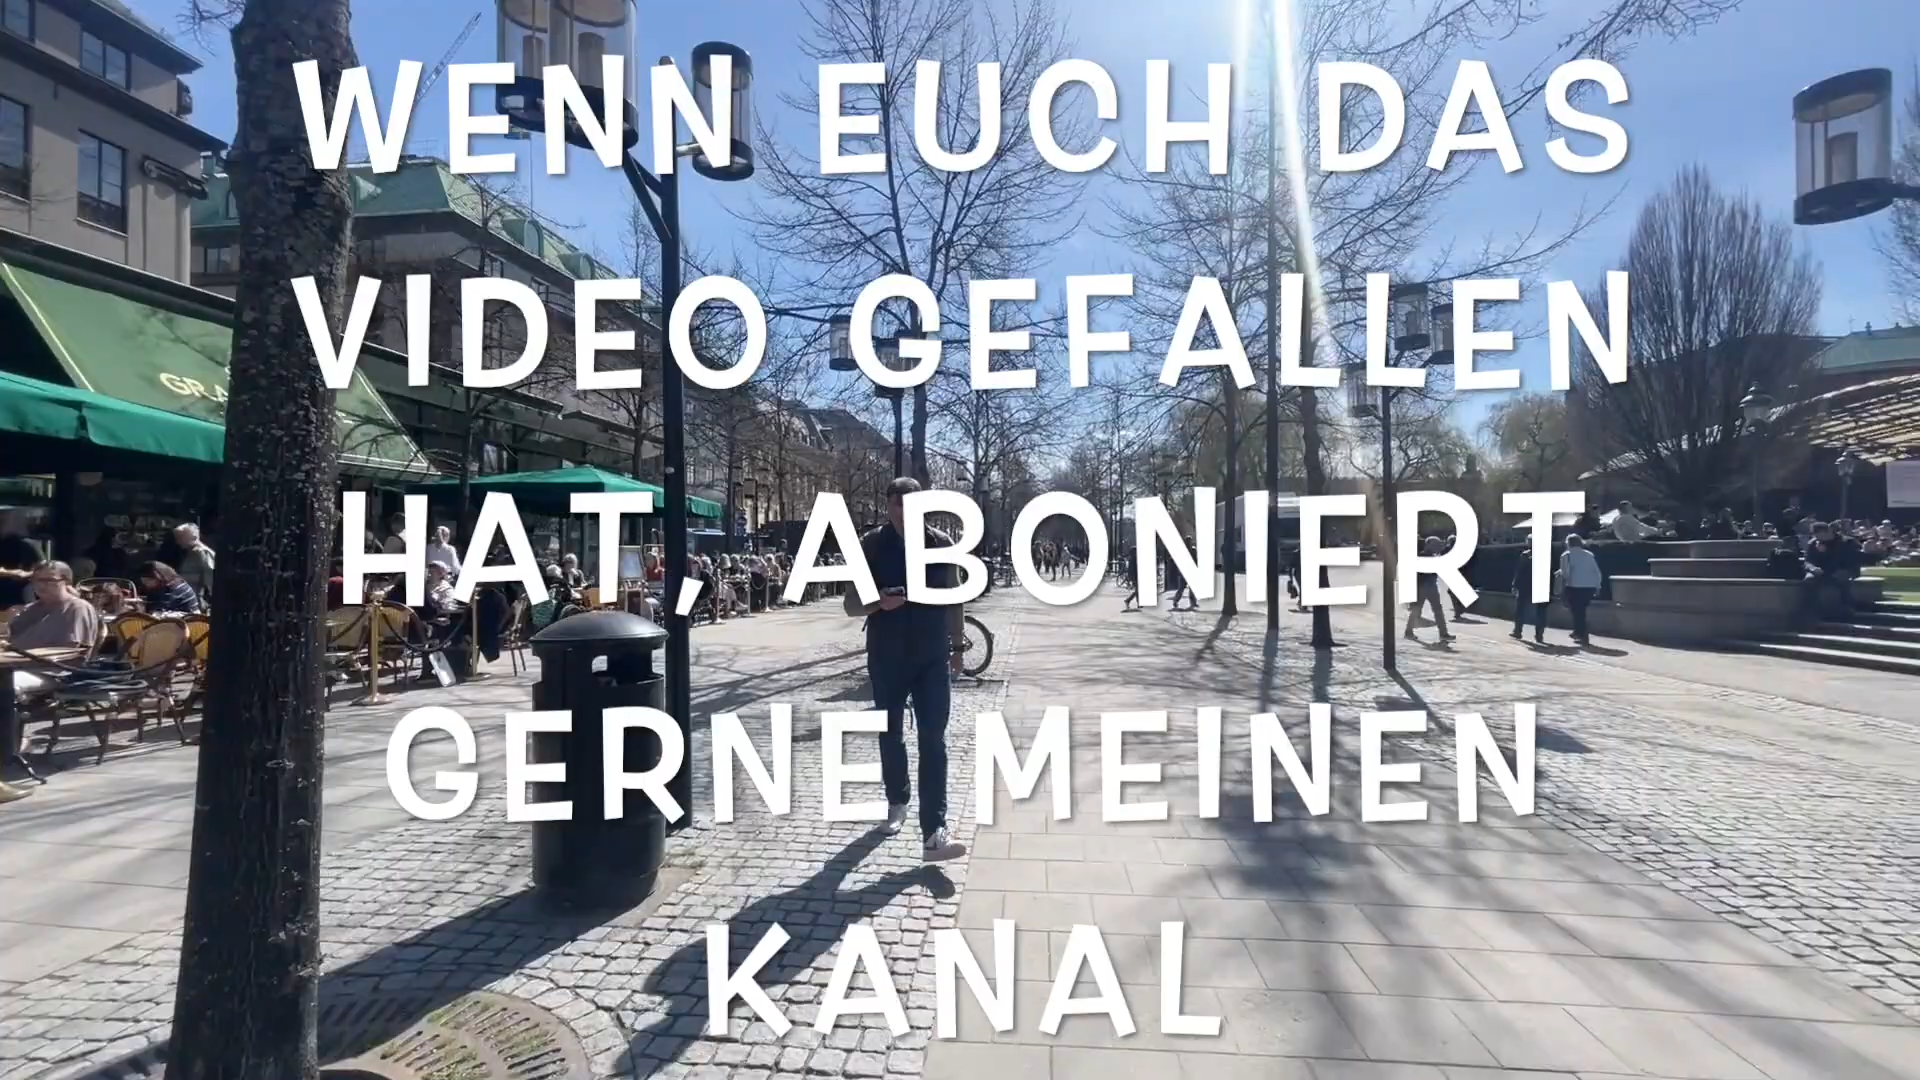 WENN EUCH DAS
VIDEO GEFALLEN
HAT, ABONIERT
GERNE MEINEN
KANAL